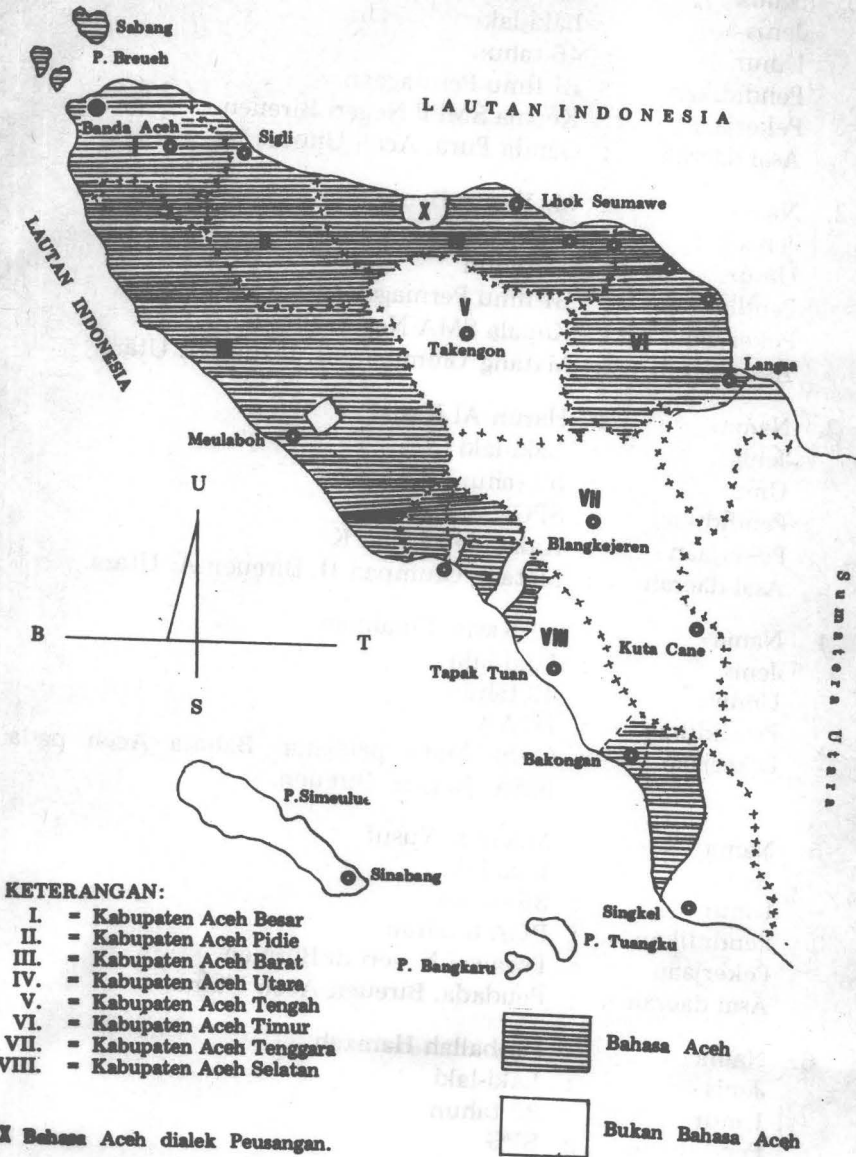 Sabang
P. Breueh
LAUTAN INDONESIA
Banda Aceh
Sigli
X
Lhok Seumawe
LAUTAN INDONESIA
V
Takengon
VI
Langsa
Meulaboh
U
VII
Blangkejeren
B
T
VIII
Kuta Cane
Tapak Tuan
S
Sumatera Utara
Bakongan
P.Simeulue
Sinabang
Singkel
P. Tuangku
P. Bangkaru
KETERANGAN:
I. = Kabupaten Aceh Besar
II. = Kabupaten Aceh Pidie
III. = Kabupaten Aceh Barat
IV. = Kabupaten Aceh Utara
V. = Kabupaten Aceh Tengah
VI. = Kabupaten Aceh Timur
VII. = Kabupaten Aceh Tenggara
VIII. = Kabupaten Aceh Selatan
Bahasa Aceh
Bukan Bahasa Aceh
X Bahasa Aceh dialek Peusangan.